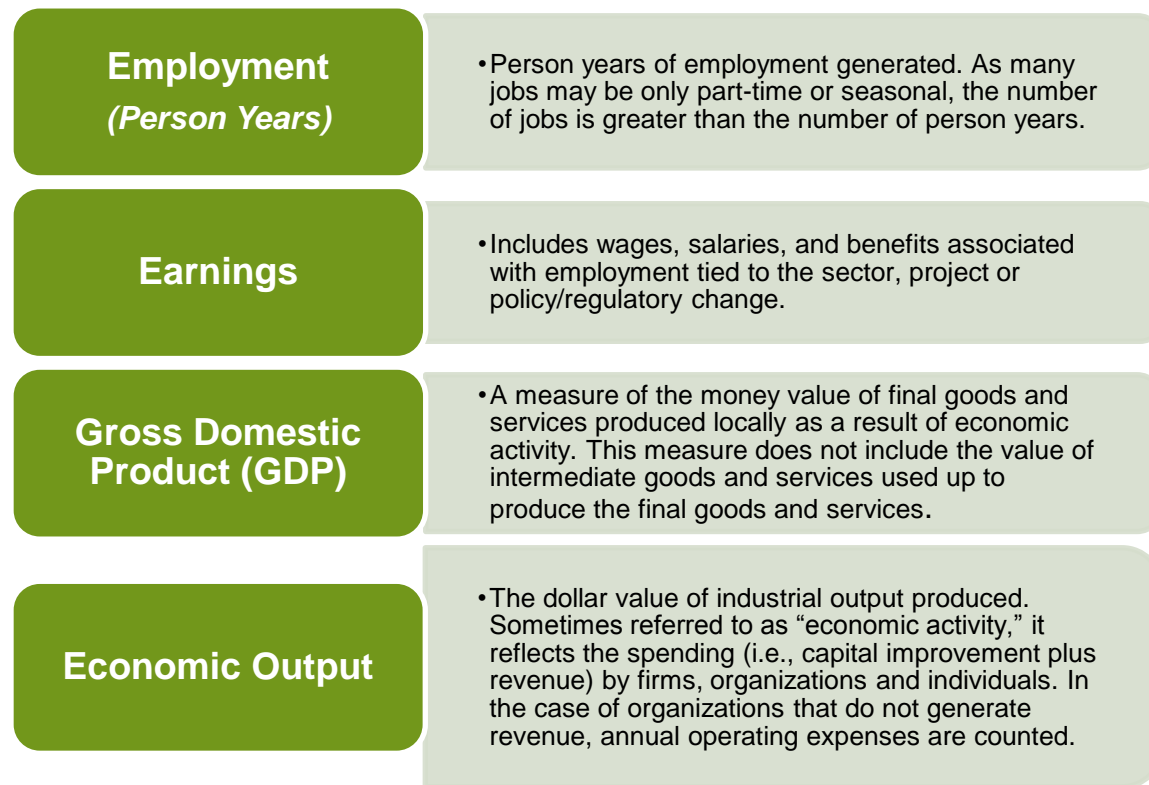 Employment
(Person Years)
•Person years of employment generated. As many
jobs may be only part-time or seasonal, the number
of jobs is greater than the number of person years.
Earnings
•Includes wages, salaries, and benefits associated
with employment tied to the sector, project or
policy/regulatory change.
Gross Domestic
Product (GDP)
•A measure of the money value of final goods and
services produced locally as a result of economic
activity. This measure does not include the value of
intermediate goods and services used up to
produce the final goods and services.
Economic Output
•The dollar value of industrial output produced.
Sometimes referred to as “economic activity,” it
reflects the spending (i.e., capital improvement plus
revenue) by firms, organizations and individuals. In
the case of organizations that do not generate
revenue, annual operating expenses are counted.